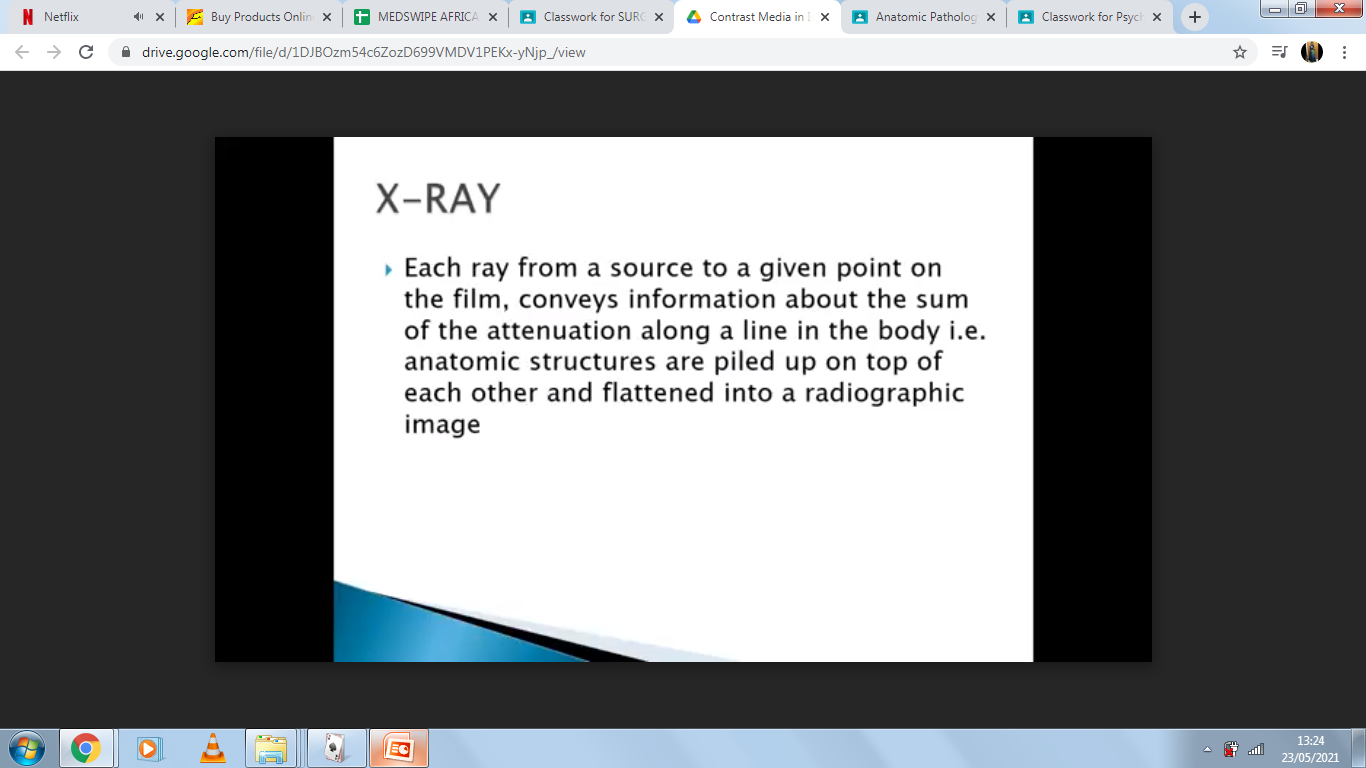 Netflix
Buy Products Onlin
MEDSWIPE AFRICA
Classwork for SURG
Contrast Media in I
Anatomic Patholog
Classwork for Psych
drive.google.com/file/d/1DJBOzm54c6ZozD699VMDV1PEKx-yNjp_/view
X-RAY
Each ray from a source to a given point on
the film, conveys information about the sum
of the attenuation along a line in the body i.e.
anatomic structures are piled up on top of
each other and flattened into a radiographic
image
13:24
23/05/2021